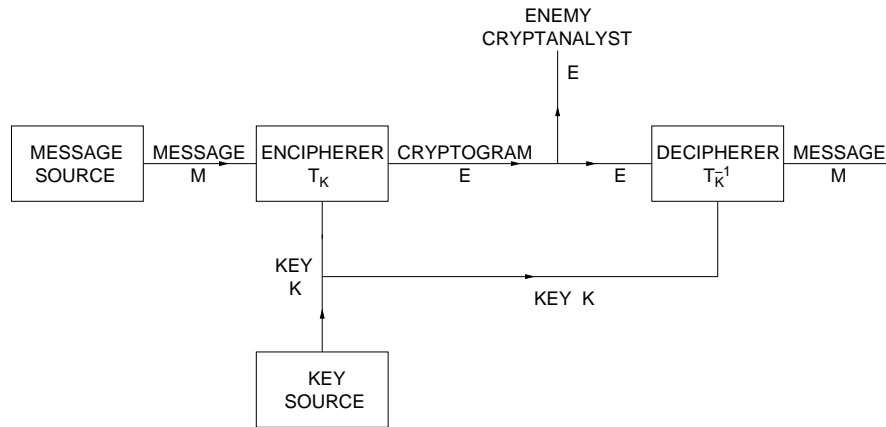 ENEMY
CRYPTANALYST
E
MESSAGE
SOURCE
MESSAGE
M
ENCIPHERER
T_K
CRYPTOGRAM
E
E
DECIPHERER
T_K^-1
MESSAGE
M
KEY
K
KEY K
KEY
SOURCE